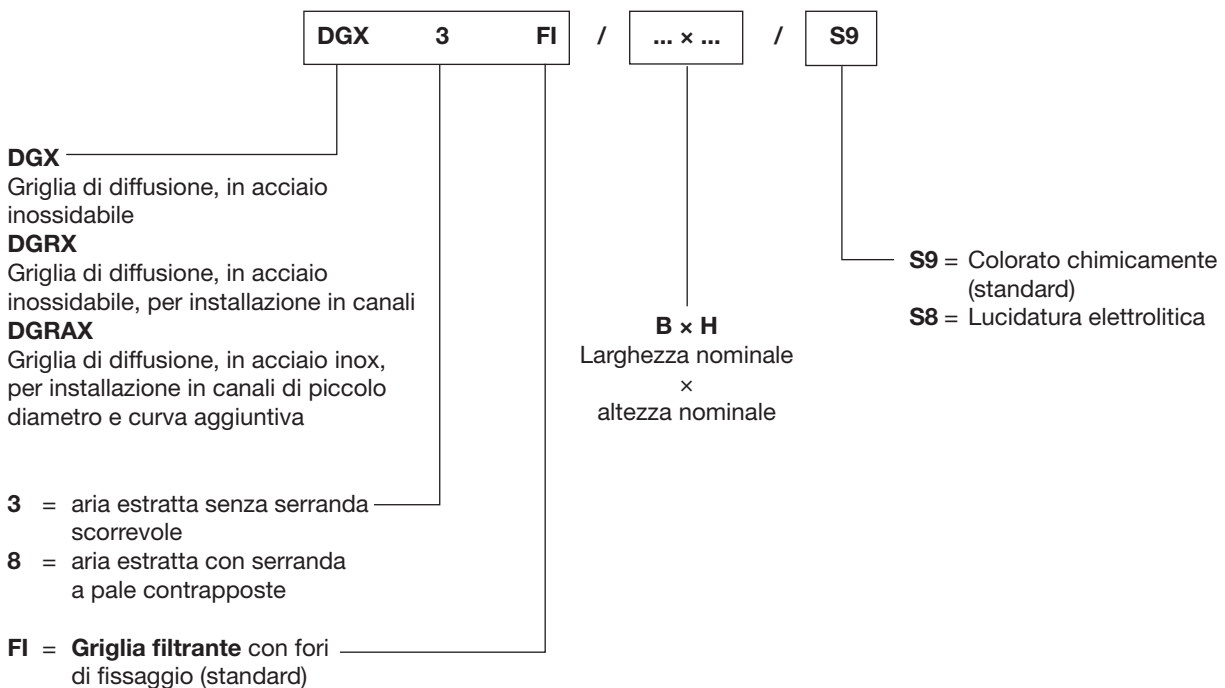 DGX 3 FI / ... × ... / S9
DGX
Griglia di diffusione, in acciaio
inossidabile
DGRX
Griglia di diffusione, in acciaio
inossidabile, per installazione in canali
DGRAX
Griglia di diffusione, in acciaio inox,
per installazione in canali di piccolo
diametro e curva aggiuntiva
3 = aria estratta senza serranda
scorrevole
8 = aria estratta con serranda
a pale contrapposte
FI = Griglia filtrante con fori
di fissaggio (standard)
B × H
Larghezza nominale
×
altezza nominale
S9 = Colorato chimicamente
(standard)
S8 = Lucidatura elettrolitica